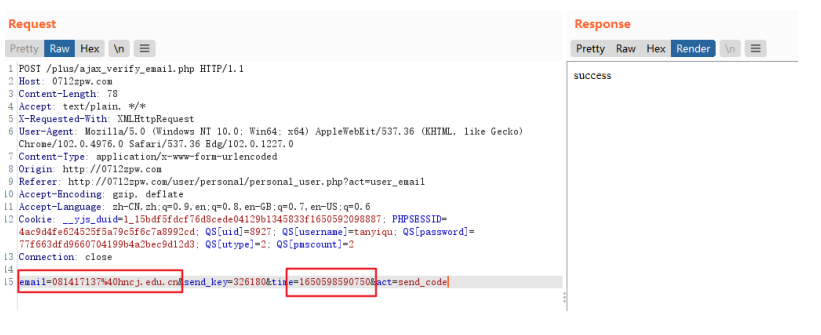 Request
Response
Pretty Raw Hex \n
Pretty Raw Hex Render \n
success
1 POST /plus/ajax_verify_email.php HTTP/1.1
2 Host: 0712zpw.com
3 Content-Length: 78
4 Accept: text/plain, */*
5 X-Requested-With: XMLHttpRequest
6 User-Agent: Mozilla/5.0 (Windows NT 10.0; Win64; x64) AppleWebKit/537.36 (KHTML, like Gecko)
Chrome/102.0.4976.0 Safari/537.36 Edg/102.0.1227.0
7 Content-Type: application/x-www-form-urlencoded
8 Origin: http://0712zpw.com
9 Referer: http://0712zpw.com/user/personal/personal_user.php?act=user_email
10 Accept-Encoding: gzip, deflate
11 Accept-Language: zh-CN,zh;q=0.9,en;q=0.8,en-GB;q=0.7,en-US;q=0.6
12 Cookie: __yjs_duid=1_15bdf5fdcf76d8cede04129b1345833f1650592098887; PHPSESSID=
4ac9d4fe624525f5a79c5f6c7a8992cd; QS[uid]=8927; QS[username]=tanyiqu; QS[password]=
77f663dfd9660704199b4a2bec9d12d3; QS[utype]=2; QS[pmscount]=2
13 Connection: close
14
15 email=081417137%40hncj.edu.cn&send_key=326180&time=1650598590750&act=send_code